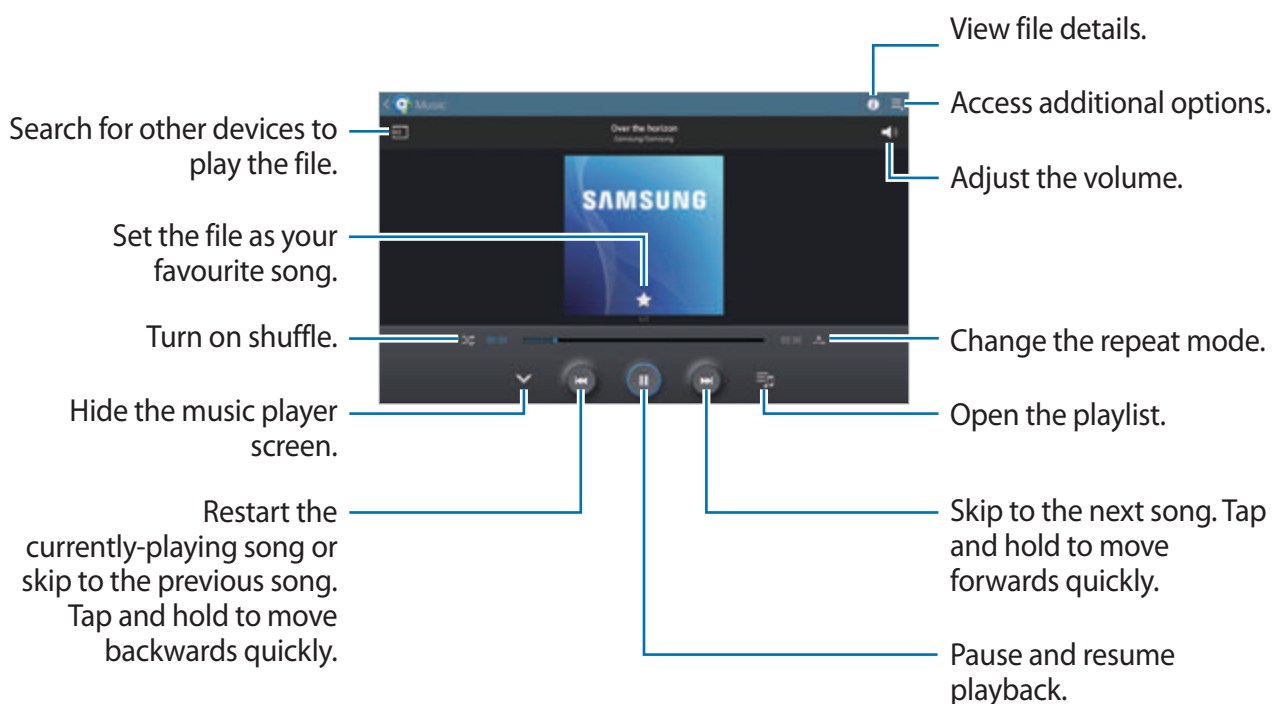 View file details.
Music
Access additional options.
Search for other devices to
play the file.
Over the horizon
Samsung/Samsung
Adjust the volume.
SAMSUNG
Set the file as your
favourite song.
Turn on shuffle.
Change the repeat mode.
Hide the music player
screen.
Open the playlist.
Restart the
currently-playing song or
skip to the previous song.
Tap and hold to move
backwards quickly.
Skip to the next song. Tap
and hold to move
forwards quickly.
Pause and resume
playback.